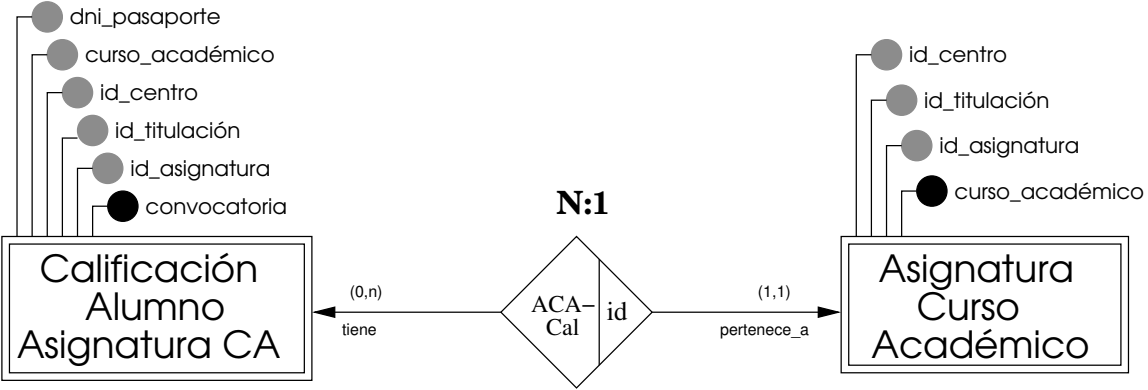 dni_pasaporte
curso_académico
id_centro
id_titulación
id_asignatura
convocatoria
Calificación
Alumno
Asignatura CA
(0,n)
tiene
N:1
ACA–
Cal
id
(1,1)
pertenece_a
id_centro
id_titulación
id_asignatura
curso_académico
Asignatura
Curso
Académico